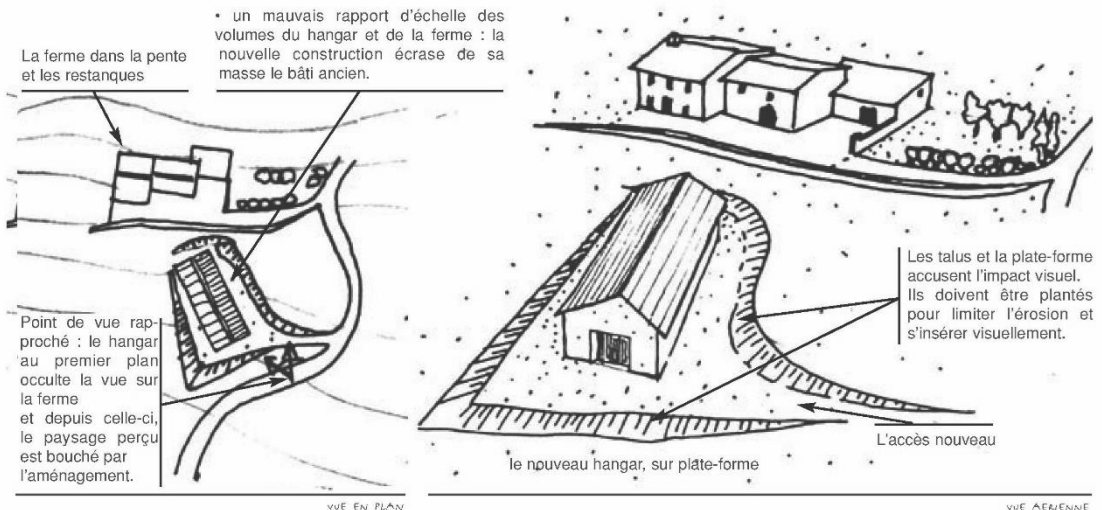 • un mauvais rapport d'échelle des
volumes du hangar et de la ferme : la
nouvelle construction écrase de sa
masse le bâti ancien.
La ferme dans la pente
et les restanques
Point de vue rap-
proché : le hangar
au premier plan
occulte la vue sur
la ferme
et depuis celle-ci,
le paysage perçu
est bouché par
l'aménagement.
VUE EN PLAN
Les talus et la plate-forme
accusent l'impact visuel.
Ils doivent être plantés
pour limiter l'érosion et
s'insérer visuellement.
L'accès nouveau
le nouveau hangar, sur plate-forme
VUE AERIENNE